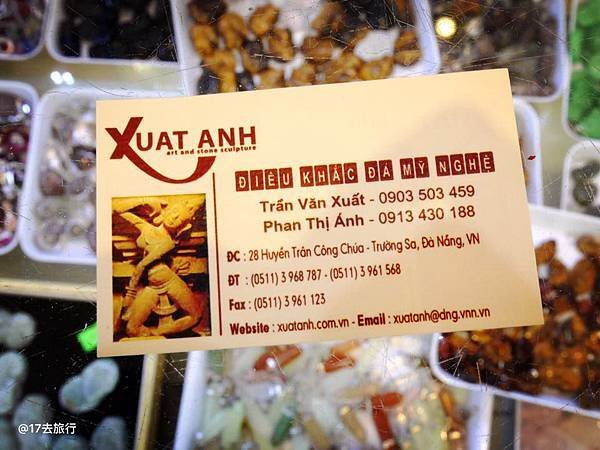 XUAT ANH
art and stone sculpture
ĐIÊU KHẮC ĐÁ MỸ NGHỆ
Trần Văn Xuất - 0903 503 459
Phan Thị Ánh - 0913 430 188
ĐC : 28 Huyền Trân Công Chúa - Trường Sa, Đà Nẵng, VN
ĐT : (0511) 3 968 787 - (0511) 3 961 568
Fax : (0511) 3 961 123
Website : xuatanh.com.vn - Email : xuatanh@dng.vnn.vn
@17去旅行